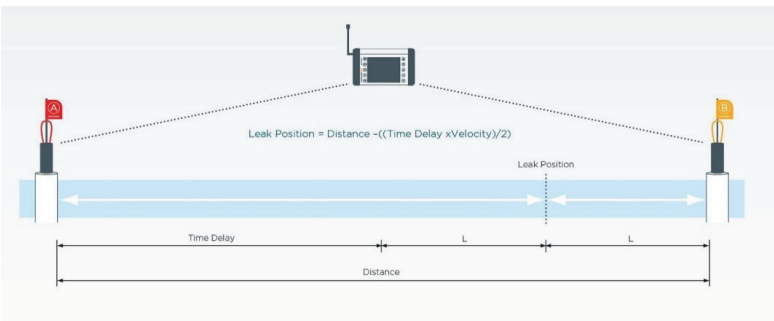 A
B
Leak Position = Distance –((Time Delay xVelocity)/2)
Leak Position
Time Delay
L
L
Distance